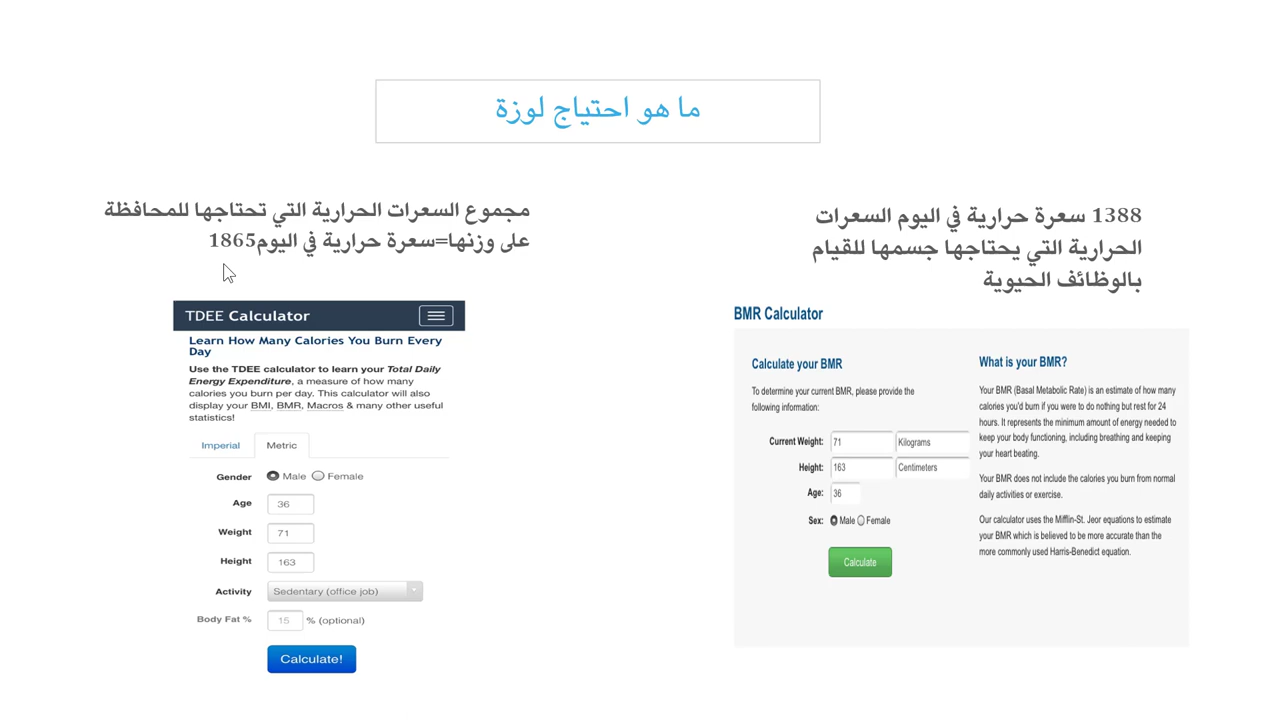 ما هو احتياج لوزة
1388 سعرة حرارية في اليوم السعرات
الحرارية التي يحتاجها جسمها للقيام
بالوظائف الحيوية
مجموع السعرات الحرارية التي تحتاجها للمحافظة
على وزنها=سعرة حرارية في اليوم1865
TDEE Calculator
Learn How Many Calories You Burn Every
Day
Use the TDEE calculator to learn your Total Daily
Energy Expenditure, a measure of how many
calories you burn per day. This calculator will also
display your BMI, BMR, Macros & many other useful
statistics!
Imperial Metric
Gender Male Female
Age 36
Weight 71
Height 163
Activity Sedentary (office job)
Body Fat % 15 % (optional)
Calculate!
BMR Calculator
Calculate your BMR
To determine your current BMR, please provide the
following information:
Current Weight: 71 Kilograms
Height: 163 Centimeters
Age: 36
Sex: Male Female
Calculate
What is your BMR?
Your BMR (Basal Metabolic Rate) is an estimate of how many
calories you'd burn if you were to do nothing but rest for 24
hours. It represents the minimum amount of energy needed to
keep your body functioning, including breathing and keeping
your heart beating.
Your BMR does not include the calories you burn from normal
daily activities or exercise.
Our calculator uses the Mifflin-St. Jeor equations to estimate
your BMR which is believed to be more accurate than the
more commonly used Harris-Benedict equation.